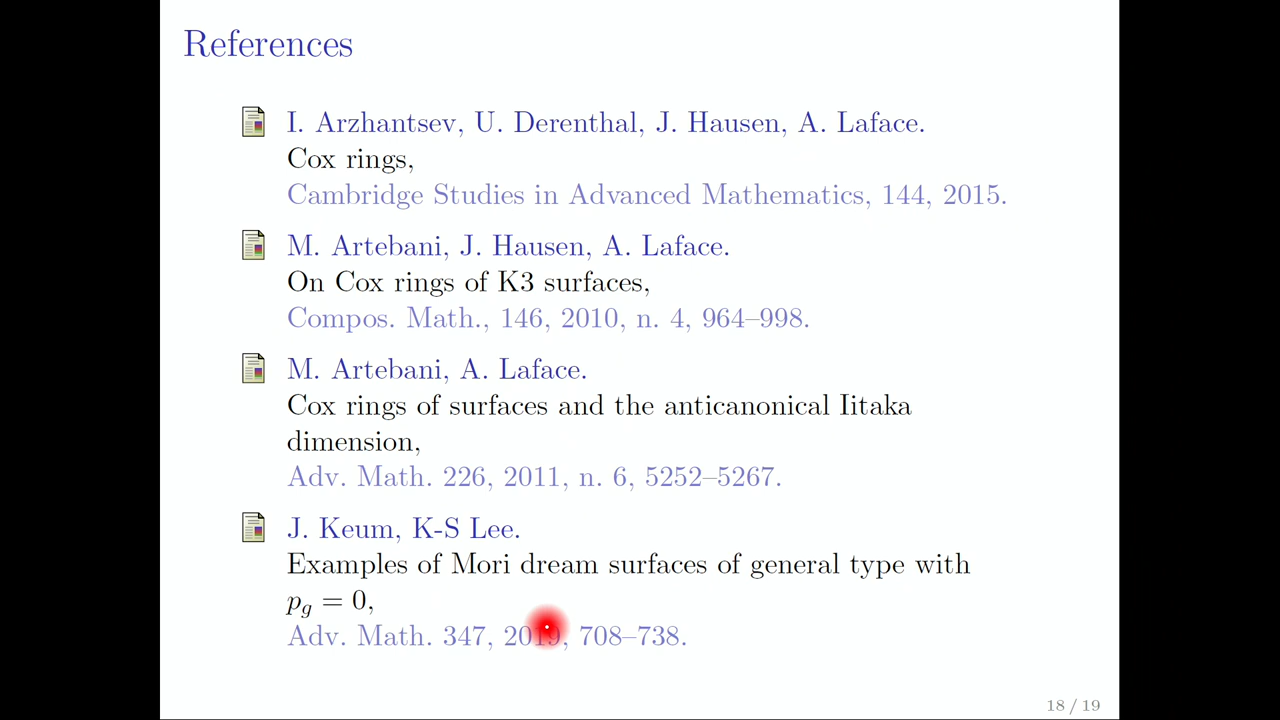 References
I. Arzhantsev, U. Derenthal, J. Hausen, A. Laface.
Cox rings,
Cambridge Studies in Advanced Mathematics, 144, 2015.
M. Artebani, J. Hausen, A. Laface.
On Cox rings of K3 surfaces,
Compos. Math., 146, 2010, n. 4, 964–998.
M. Artebani, A. Laface.
Cox rings of surfaces and the anticanonical Iitaka
dimension,
Adv. Math. 226, 2011, n. 6, 5252–5267.
J. Keum, K-S Lee.
Examples of Mori dream surfaces of general type with
p_g = 0,
Adv. Math. 347, 2019, 708–738.
18 / 19